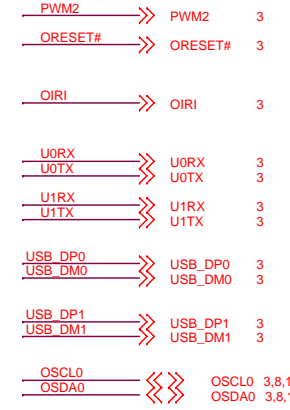 PWM2 PWM2 3
ORESET# ORESET# 3
OIRI OIRI 3
U0RX U0RX 3
U0TX U0TX 3
U1RX U1RX 3
U1TX U1TX 3
USB_DP0 USB_DP0 3
USB_DM0 USB_DM0 3
USB_DP1 USB_DP1 3
USB_DM1 USB_DM1 3
OSCL0 OSCL0 3,8,1
OSDA0 OSDA0 3,8,1